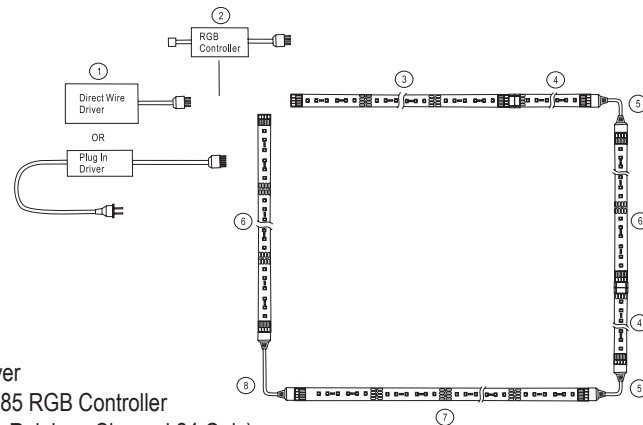 2
RGB
Controller
1
Direct Wire
Driver
OR
Plug In
Driver
3
4
5
6
6
4
5
8
7
85 RGB Controller